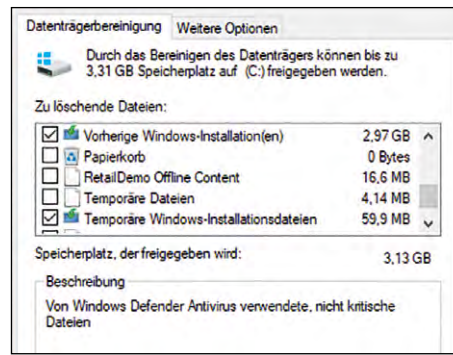 Datenträgerbereinigung Weitere Optionen
Durch das Bereinigen des Datenträgers können bis zu
3,31 GB Speicherplatz auf (C:) freigegeben werden.
Zu löschende Dateien:
Vorherige Windows-Installation(en) 2,97 GB
Papierkorb 0 Bytes
RetailDemo Offline Content 16,6 MB
Temporäre Dateien 4,14 MB
Temporäre Windows-Installationsdateien 59,9 MB
Speicherplatz, der freigegeben wird: 3,13 GB
Beschreibung
Von Windows Defender Antivirus verwendete, nicht kritische
Dateien